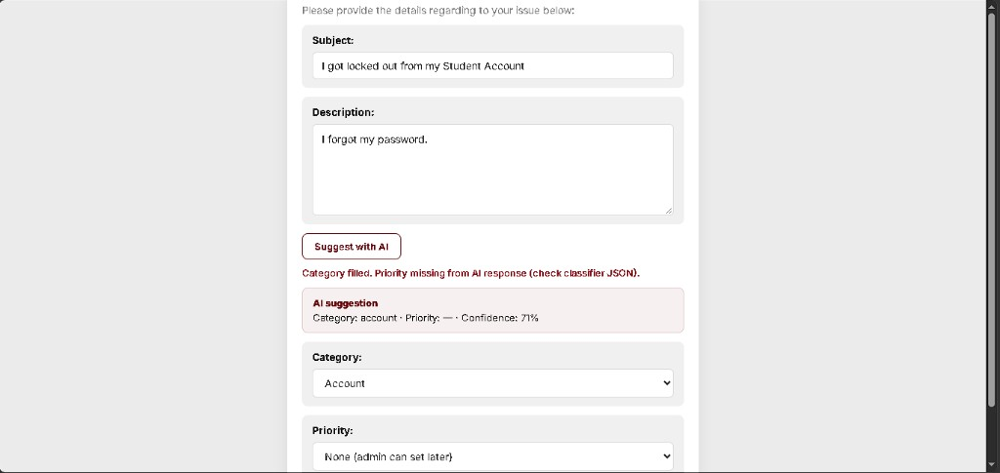 Please provide the details regarding to your issue below:
Subject:
I got locked out from my Student Account
Description:
I forgot my password.
Suggest with AI
Category filled. Priority missing from AI response (check classifier JSON).
AI suggestion
Category: account · Priority: — · Confidence: 71%
Category:
Account
Priority:
None (admin can set later)